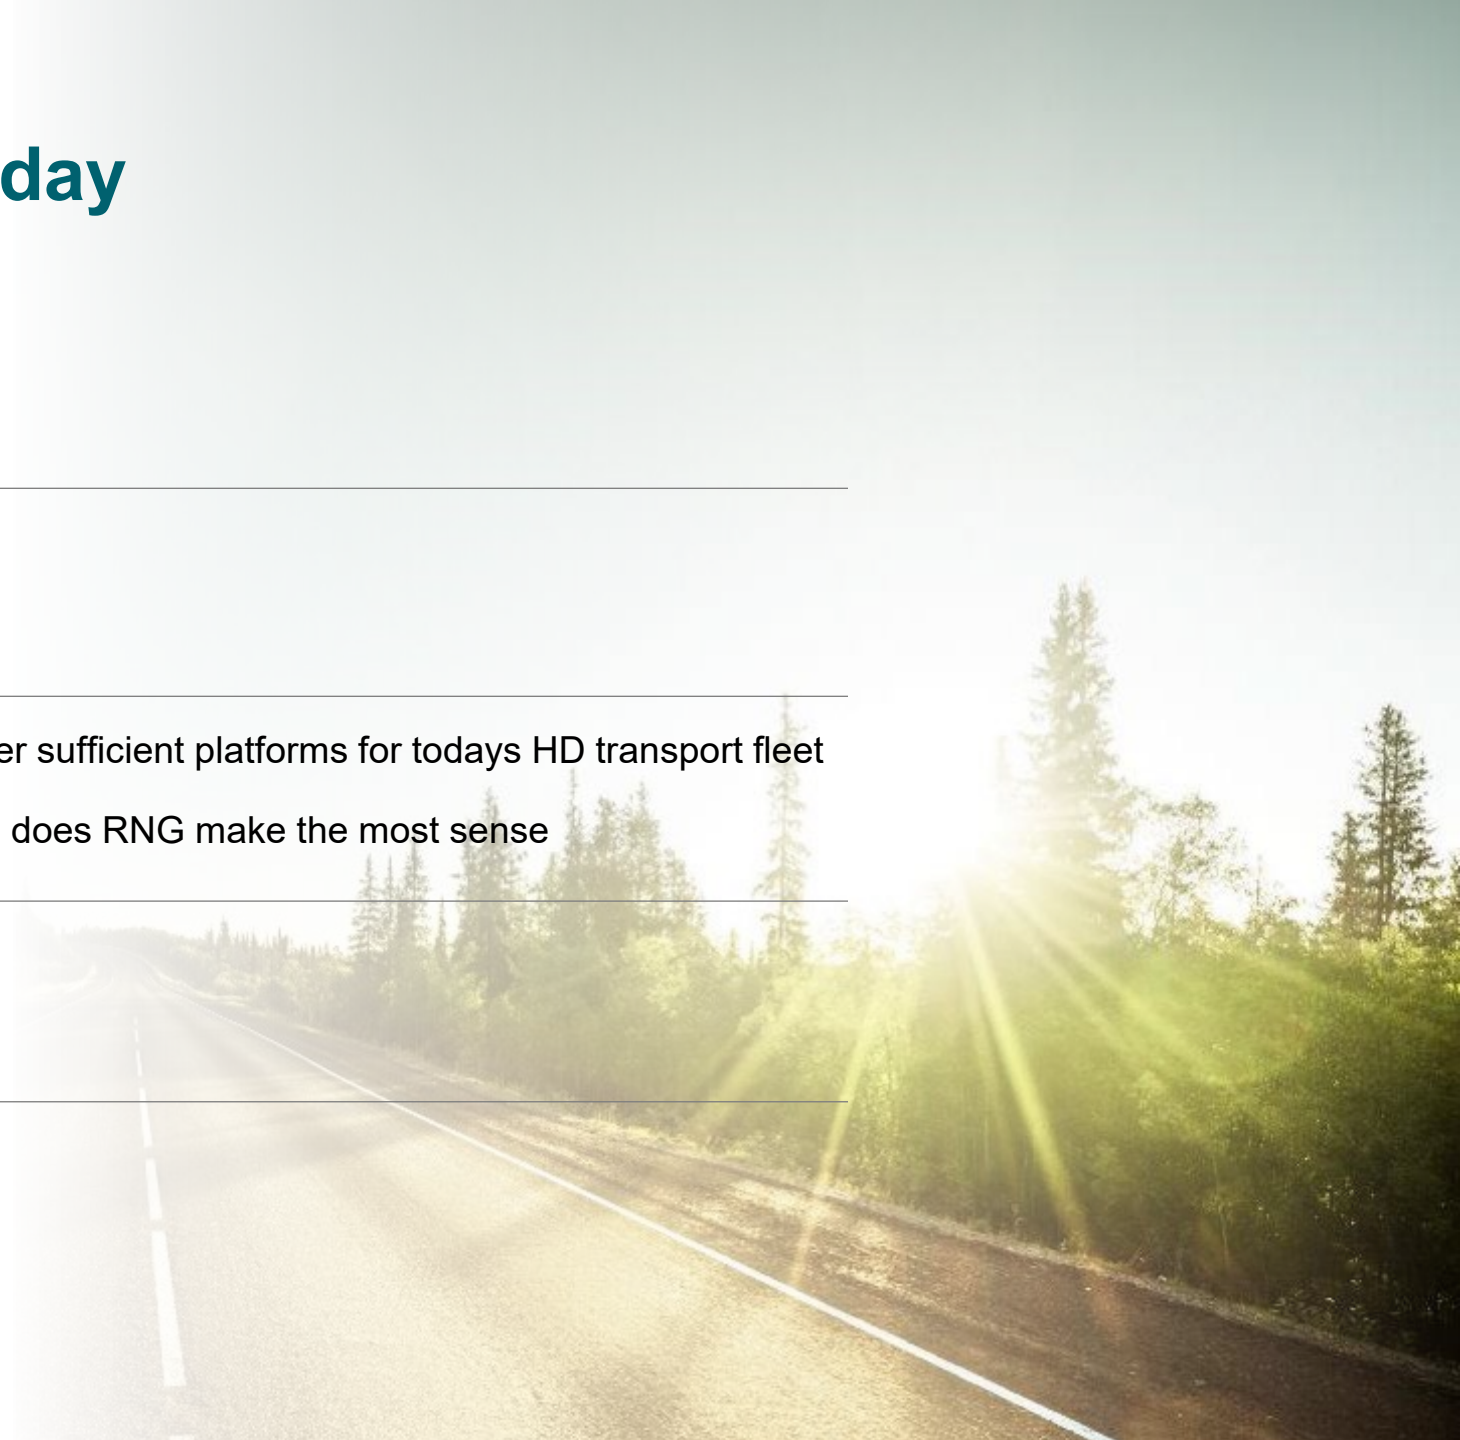 day
er sufficient platforms for todays HD transport fleet
does RNG make the most sense